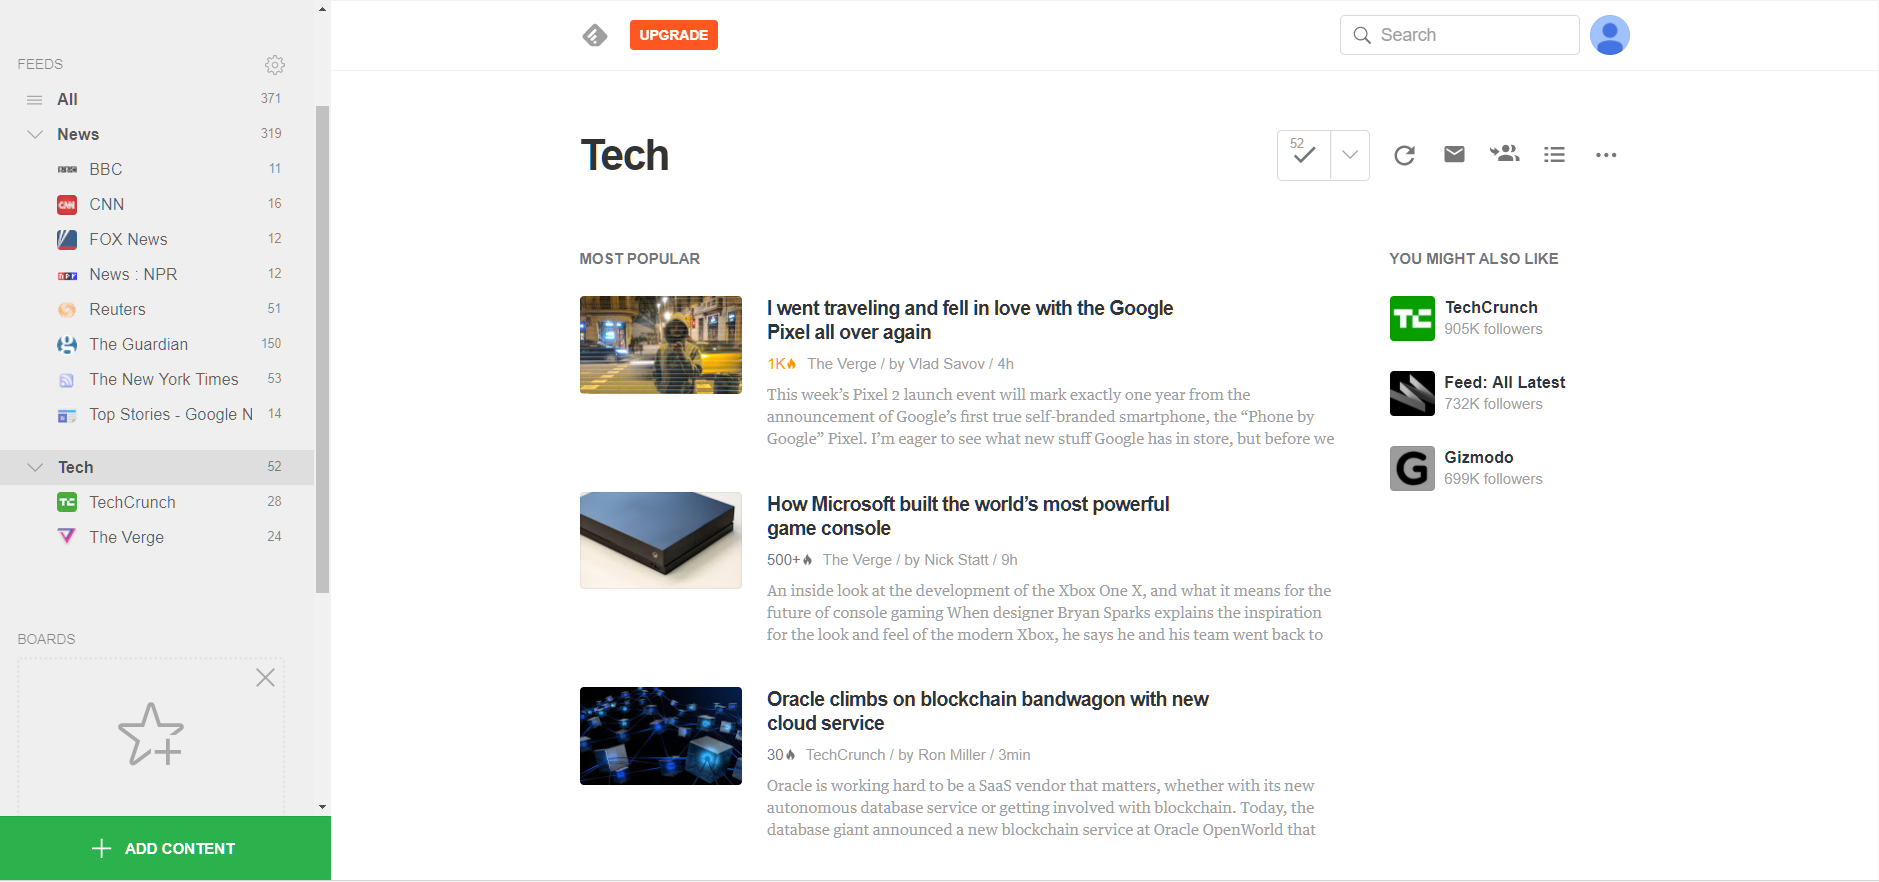 FEEDS
All 371
News 319
BBC BBC 11
CNN CNN 16
FOX News 12
npr News : NPR 12
Reuters 51
The Guardian 150
The New York Times 53
Top Stories - Google N 14
Tech 52
TC TechCrunch 28
The Verge 24
BOARDS
ADD CONTENT
UPGRADE
Search
Tech
52
MOST POPULAR
I went traveling and fell in love with the Google
Pixel all over again
1K The Verge / by Vlad Savov / 4h
This week’s Pixel 2 launch event will mark exactly one year from the
announcement of Google’s first true self-branded smartphone, the “Phone by
Google” Pixel. I’m eager to see what new stuff Google has in store, but before we
How Microsoft built the world’s most powerful
game console
500+ The Verge / by Nick Statt / 9h
An inside look at the development of the Xbox One X, and what it means for the
future of console gaming When designer Bryan Sparks explains the inspiration
for the look and feel of the modern Xbox, he says he and his team went back to
Oracle climbs on blockchain bandwagon with new
cloud service
30 TechCrunch / by Ron Miller / 3min
Oracle is working hard to be a SaaS vendor that matters, whether with its new
autonomous database service or getting involved with blockchain. Today, the
database giant announced a new blockchain service at Oracle OpenWorld that
YOU MIGHT ALSO LIKE
TC TechCrunch
905K followers
Feed: All Latest
732K followers
G Gizmodo
699K followers